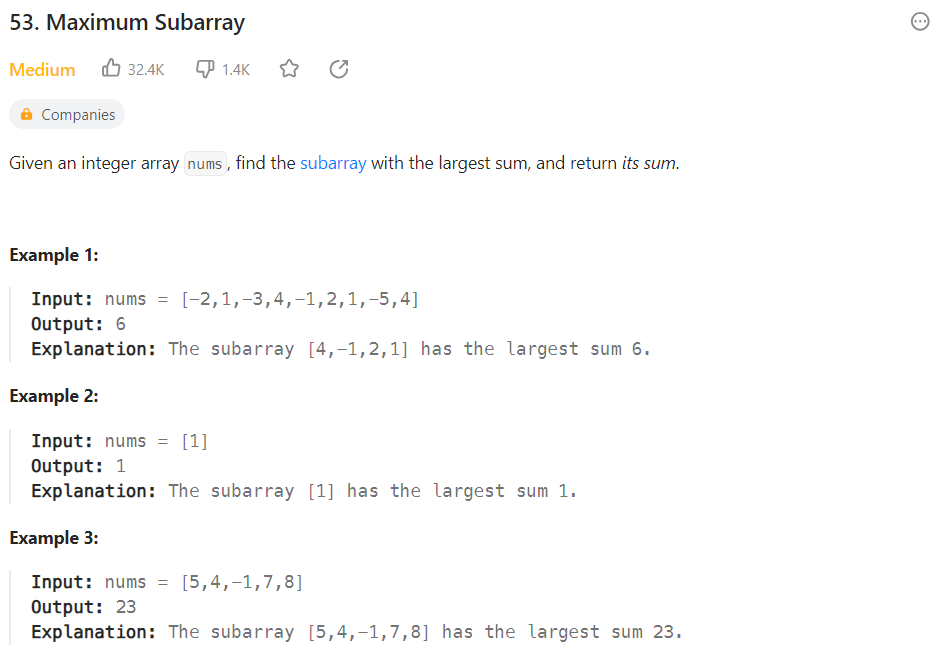 53. Maximum Subarray
Medium 32.4K 1.4K
Companies
Given an integer array nums, find the subarray with the largest sum, and return its sum.
Example 1:
Input: nums = [-2,1,-3,4,-1,2,1,-5,4]
Output: 6
Explanation: The subarray [4,-1,2,1] has the largest sum 6.
Example 2:
Input: nums = [1]
Output: 1
Explanation: The subarray [1] has the largest sum 1.
Example 3:
Input: nums = [5,4,-1,7,8]
Output: 23
Explanation: The subarray [5,4,-1,7,8] has the largest sum 23.